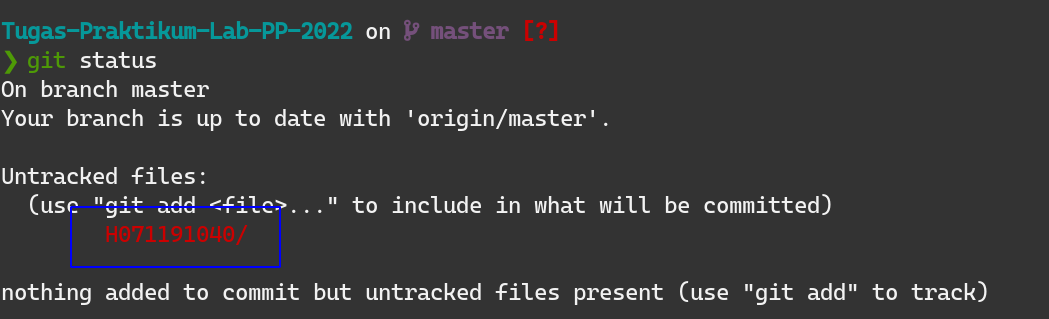 Tugas-Praktikum-Lab-PP-2022 on master [?]
❯ git status
On branch master
Your branch is up to date with 'origin/master'.
Untracked files:
(use "git add <file>..." to include in what will be committed)
H071191040/
nothing added to commit but untracked files present (use "git add" to track)